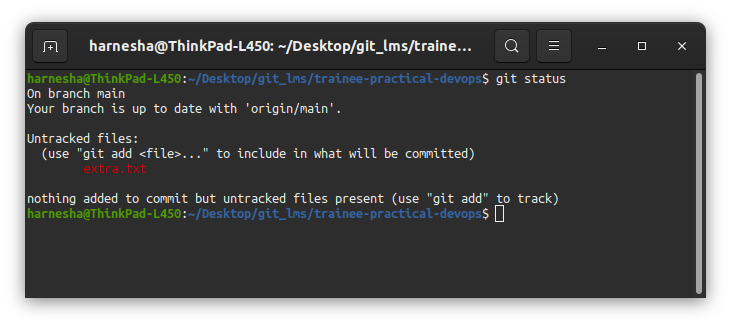 harnesha@ThinkPad-L450: ~/Desktop/git_lms/traine...
harnesha@ThinkPad-L450:~/Desktop/git_lms/trainee-practical-devops$ git status
On branch main
Your branch is up to date with 'origin/main'.
Untracked files:
(use "git add <file>..." to include in what will be committed)
extra.txt
nothing added to commit but untracked files present (use "git add" to track)
harnesha@ThinkPad-L450:~/Desktop/git_lms/trainee-practical-devops$